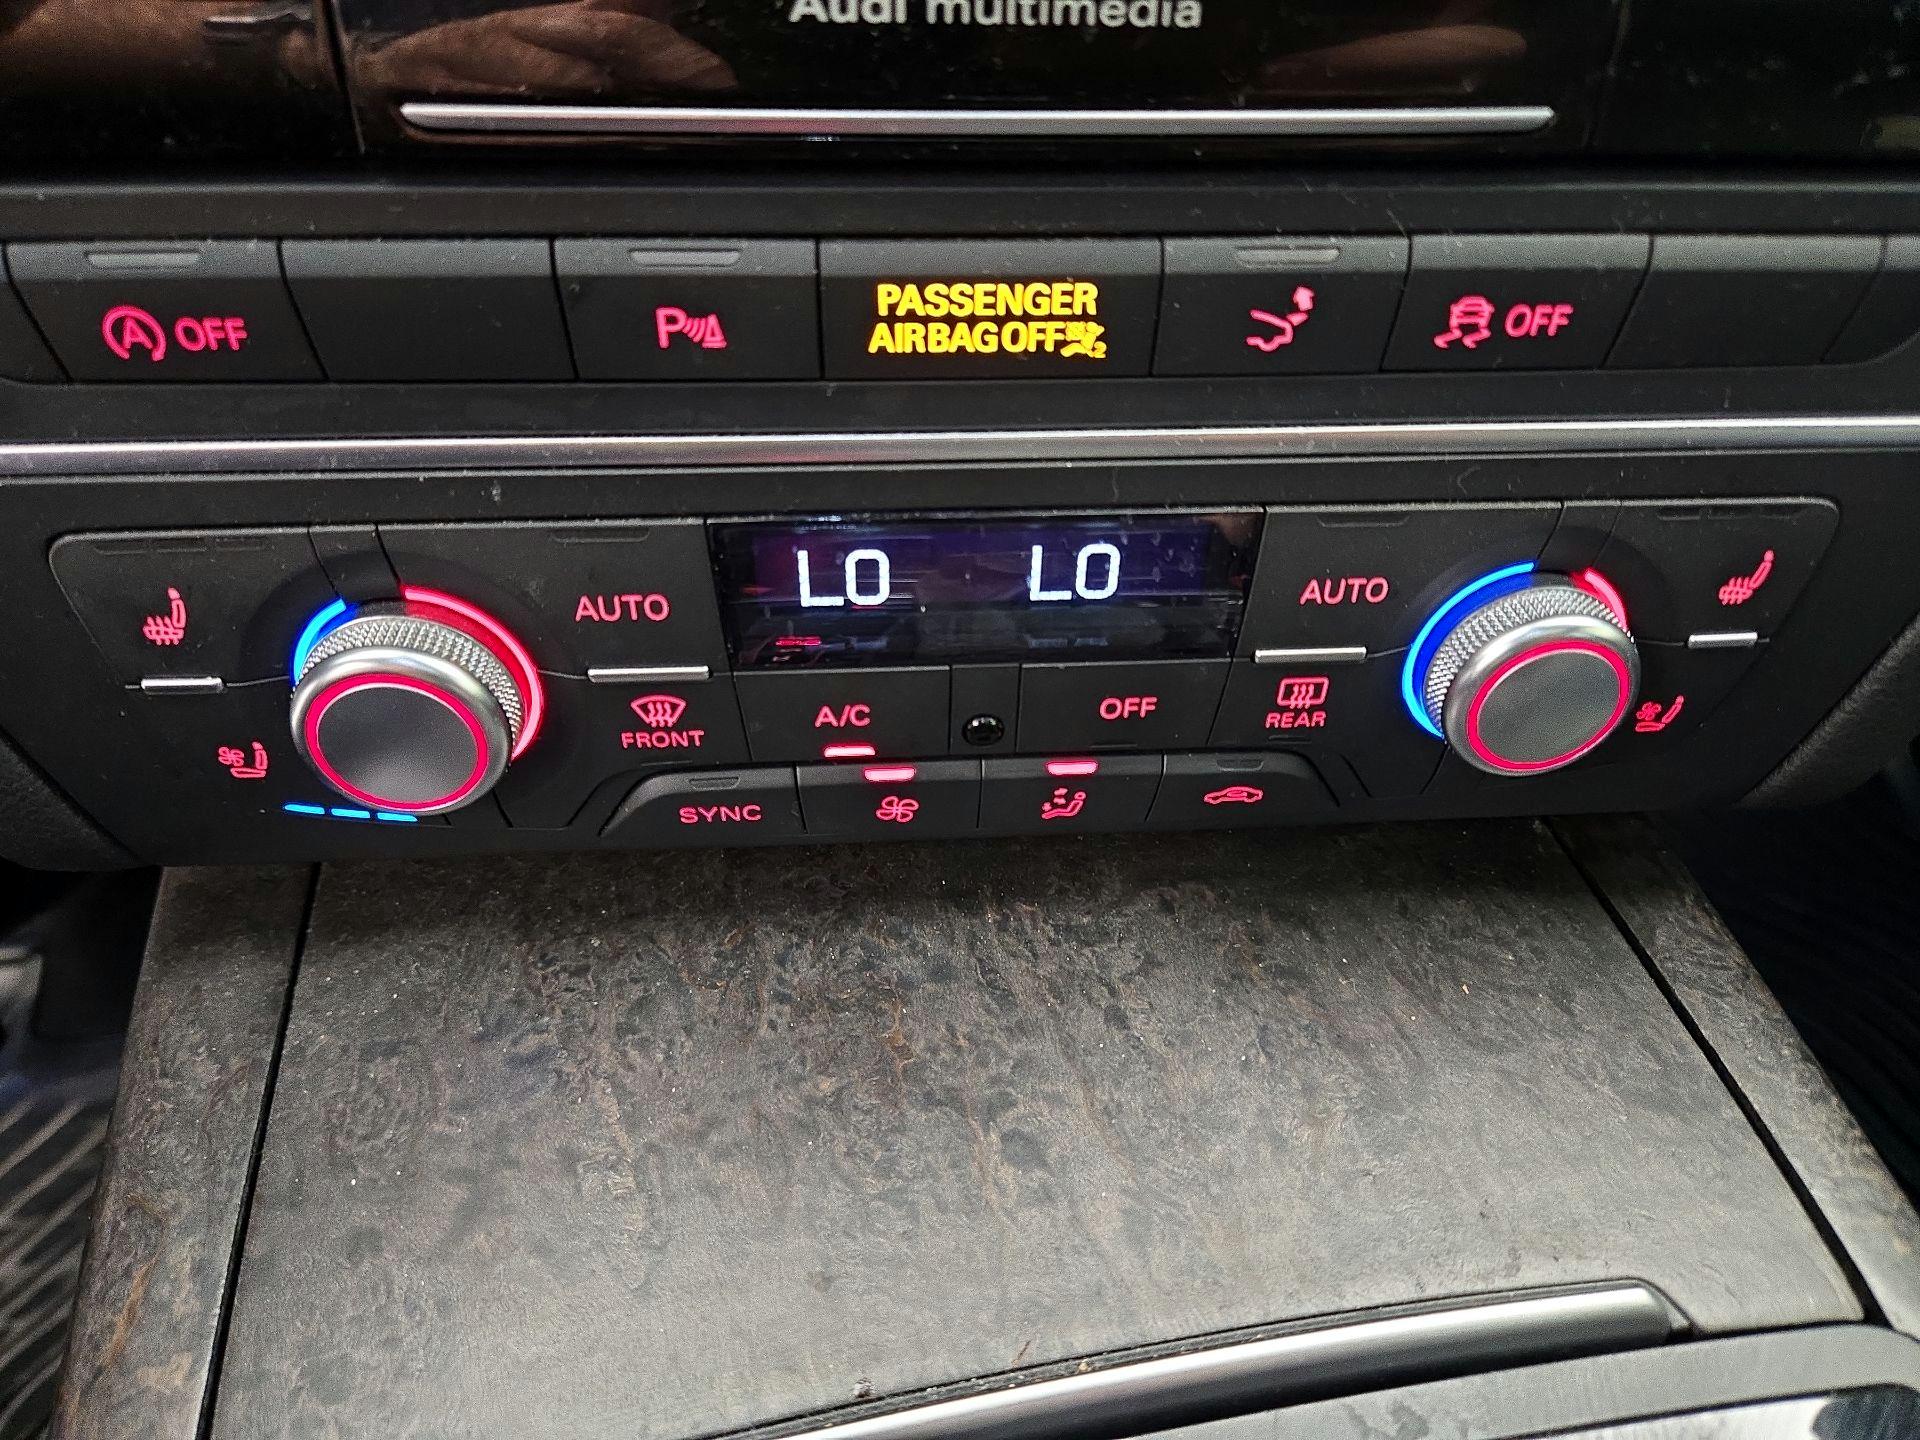 Audi multimedia
A OFF
P
PASSENGER
AIRBAG OFF
OFF
LO LO
AUTO
AUTO
FRONT
A/C
OFF
REAR
SYNC